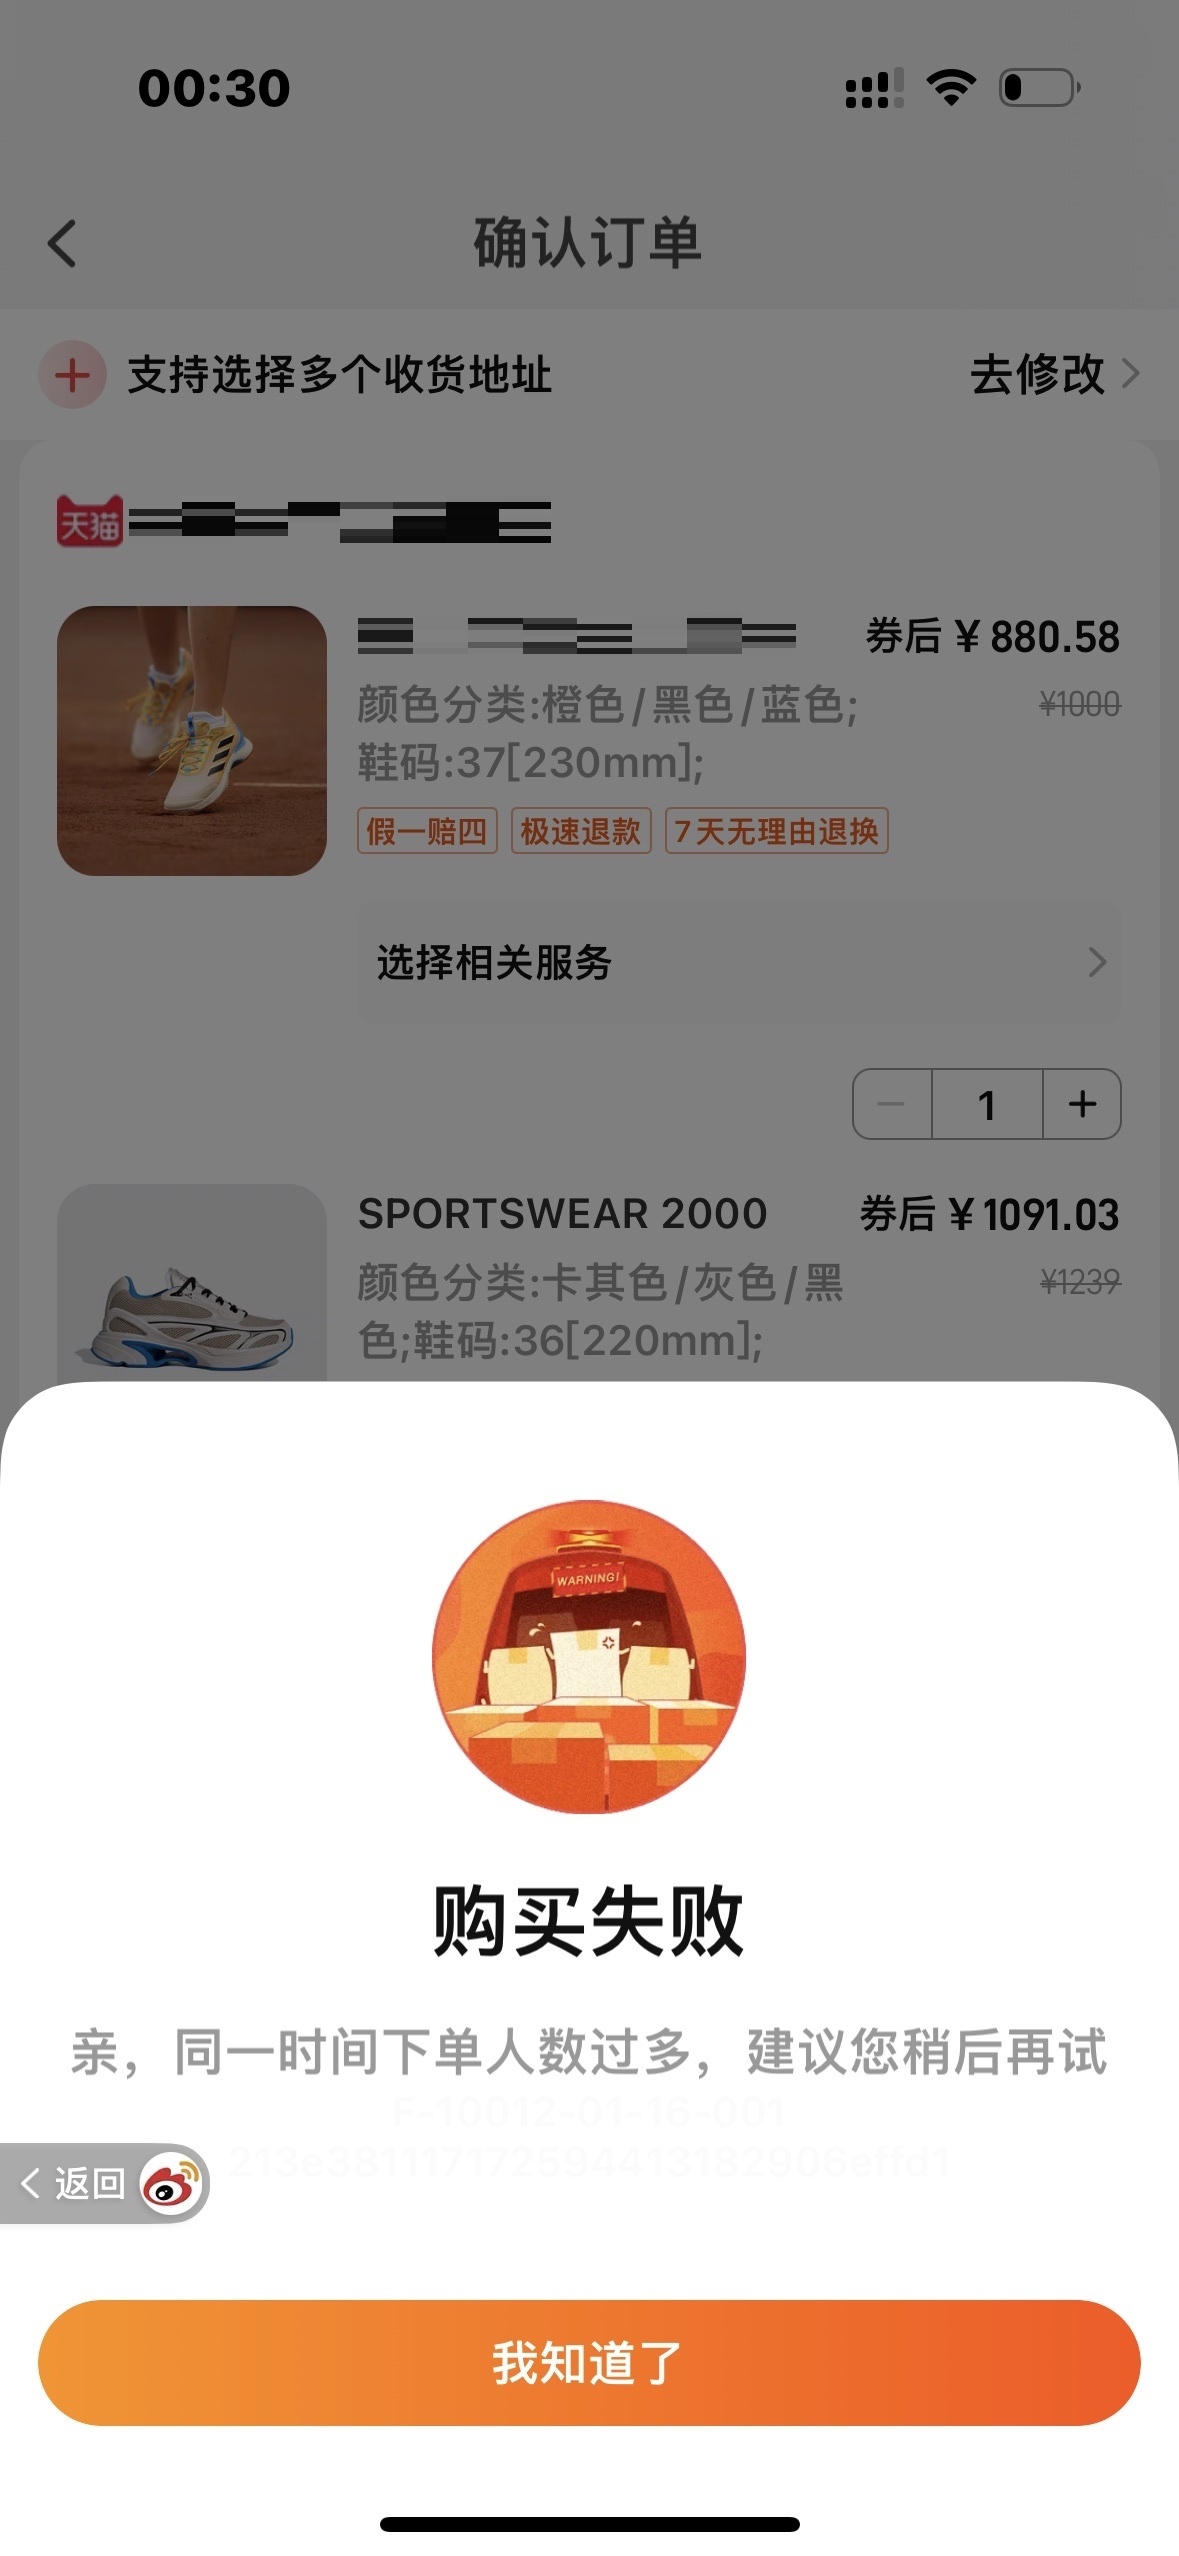 00:30
确认订单
支持选择多个收货地址 去修改
天猫
券后 ¥ 880.58
颜色分类:橙色/黑色/蓝色; ¥1000
鞋码:37[230mm];
假一赔四 极速退款 7天无理由退换
选择相关服务
1
SPORTSWEAR 2000 券后 ¥ 1091.03
颜色分类:卡其色/灰色/黑 ¥1239
色;鞋码:36[220mm];
WARNING!
购买失败
亲，同一时间下单人数过多，建议您稍后再试
F-10012-01-16-001
返回
我知道了